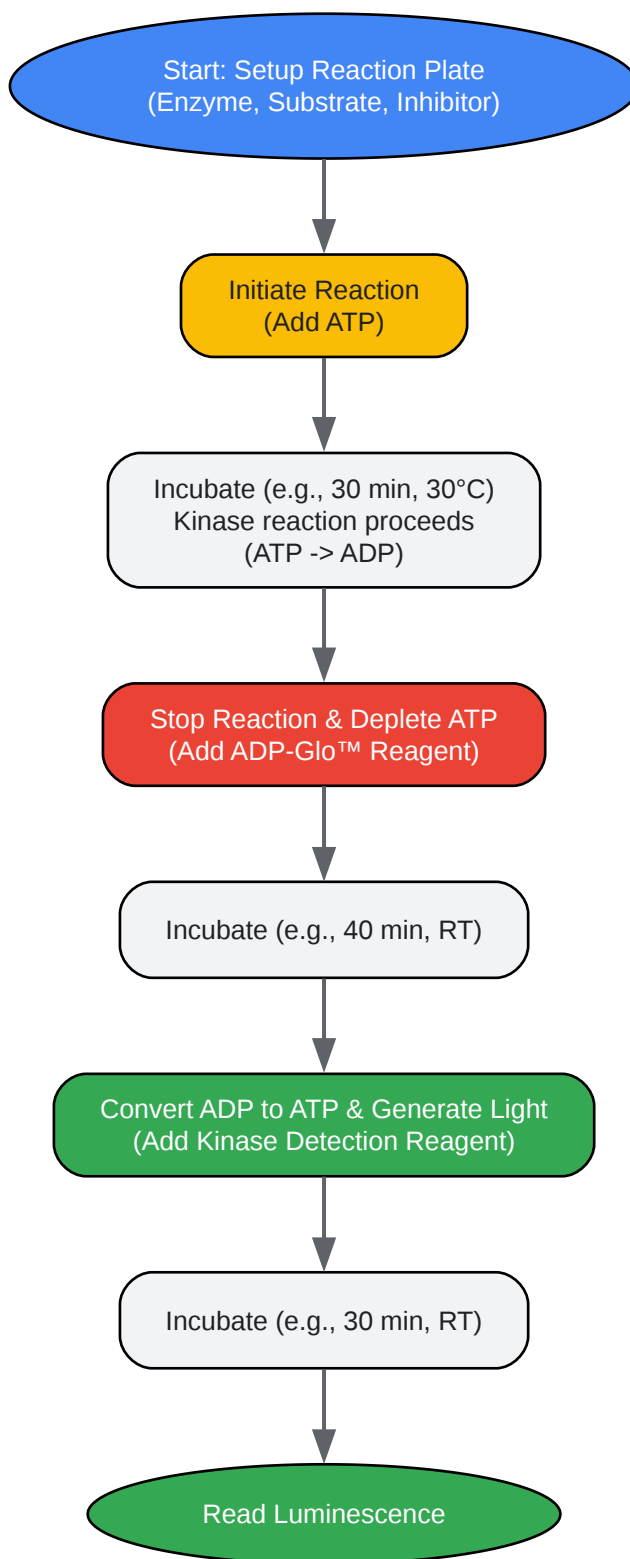 Start: Setup Reaction Plate
(Enzyme, Substrate, Inhibitor)
Initiate Reaction
(Add ATP)
Incubate (e.g., 30 min, 30°C)
Kinase reaction proceeds
(ATP -> ADP)
Stop Reaction & Deplete ATP
(Add ADP-Glo™ Reagent)
Incubate (e.g., 40 min, RT)
Convert ADP to ATP & Generate Light
(Add Kinase Detection Reagent)
Incubate (e.g., 30 min, RT)
Read Luminescence